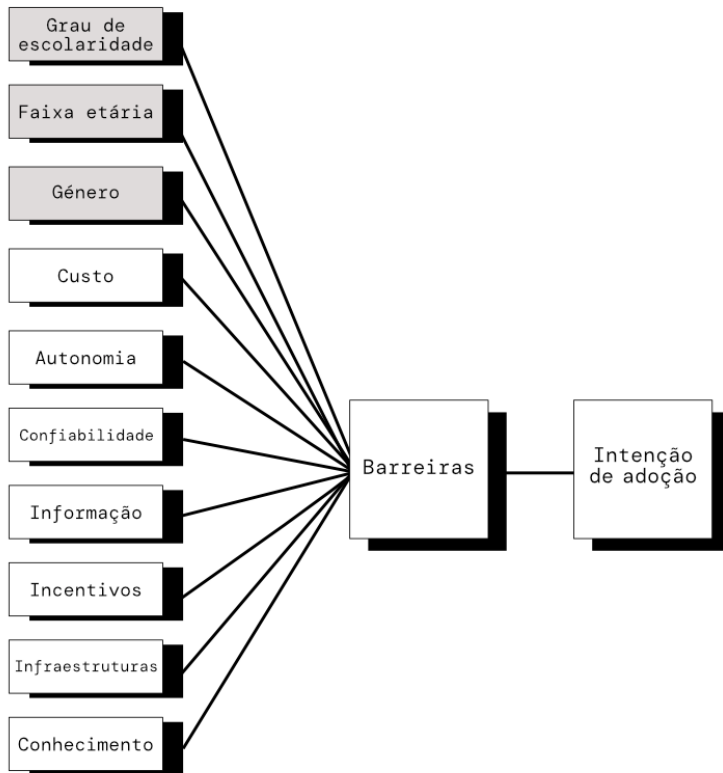 Grau de
escolaridade
Faixa etária
Género
Custo
Autonomia
Confiabilidade
Informação
Incentivos
Infraestruturas
Conhecimento
Barreiras
Intenção
de adoção